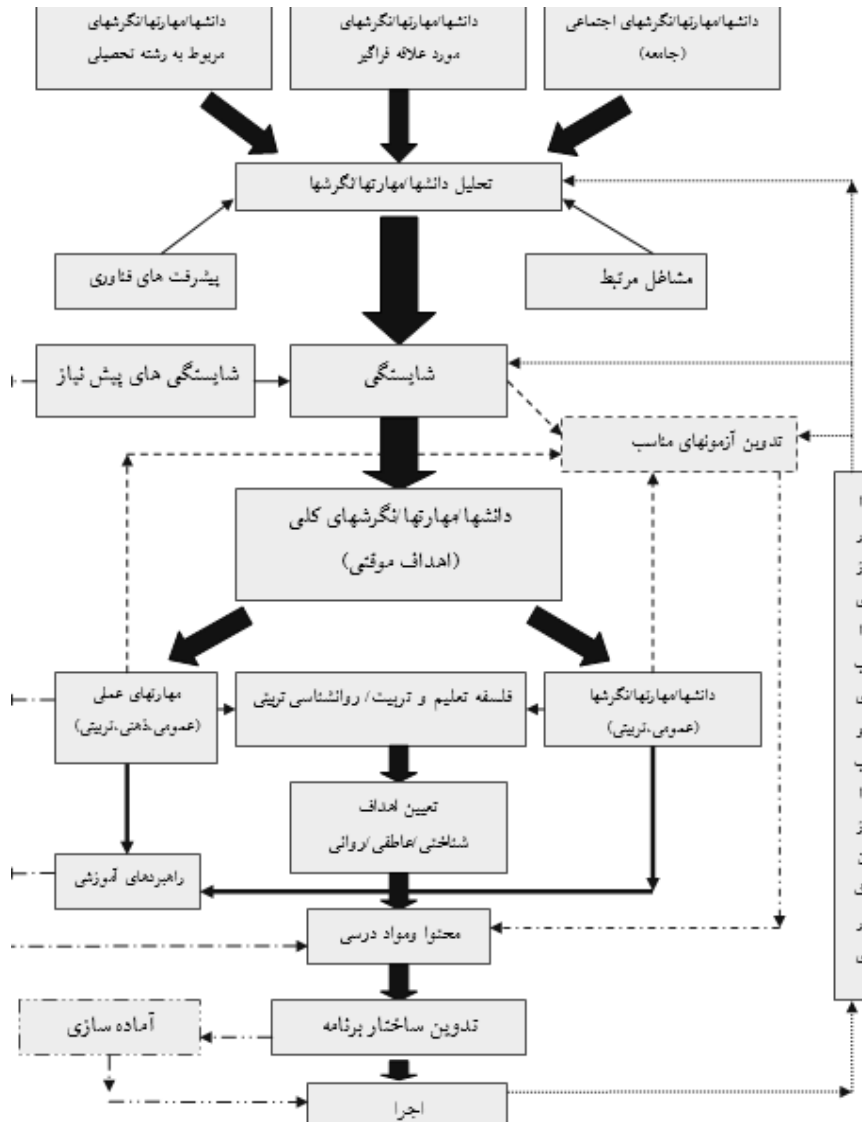 دانشها/مهارتها/نگرشهای اجتماعی
(جامعه)
دانشها/مهارتها/نگرشهای
مورد علاقه فراگیر
دانشها/مهارتها/نگرشهای
مربوط به رشته تحصیلی
تحلیل دانشها/مهارتها/نگرشها
مشاغل مرتبط
پیشرفت های فناوری
شایستگی
شایستگی های پیش نیاز
تدوین آزمونهای مناسب
دانشها/مهارتها/نگرشهای کلی
(اهداف موقتی)
دانشها/مهارتها/نگرشها
(عمومی،تربیتی)
فلسفه تعلیم و تربیت/ روانشناسی تربیتی
مهارتهای عملی
(عمومی،ذهنی،تربیتی)
تعیین اهداف
شناختی/عاطفی/روانی
راهبردهای آموزشی
محتوا ومواد درسی
تدوین ساختار برنامه
آماده سازی
اجرا